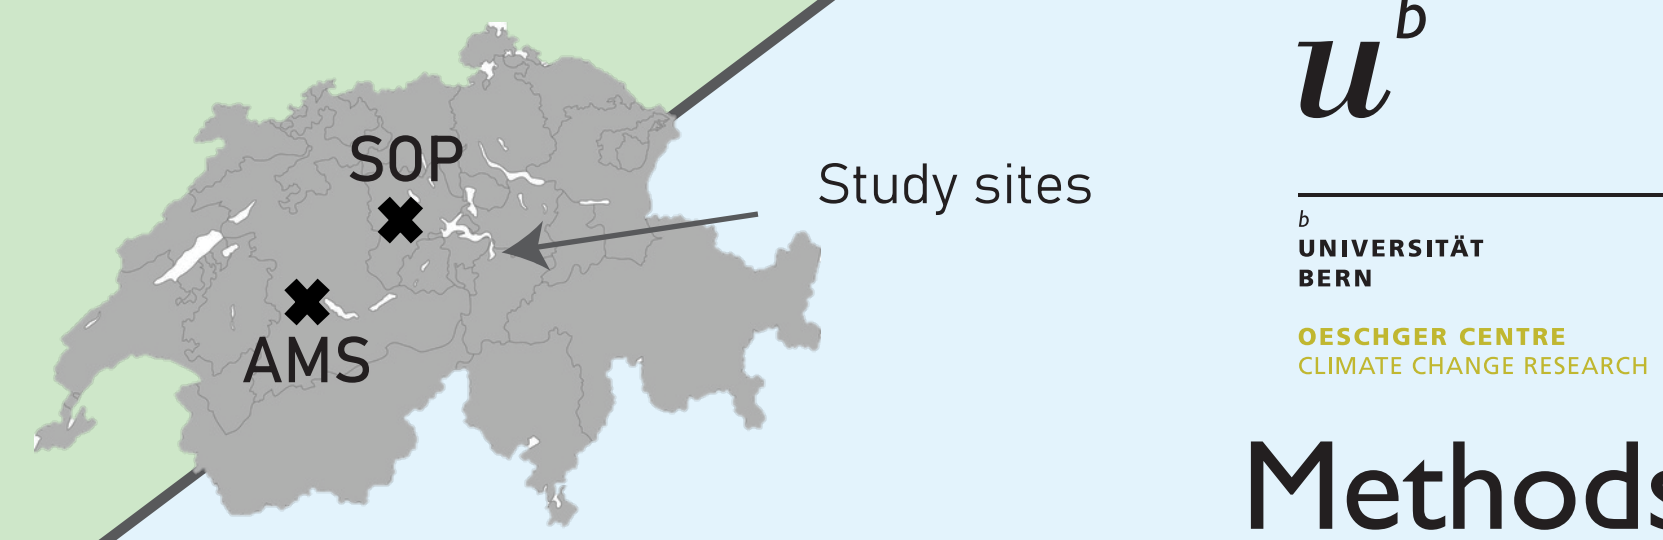 SOP
AMS
Study sites
u b
b
UNIVERSITÄT
BERN
OESCHGER CENTRE
CLIMATE CHANGE RESEARCH
Methods